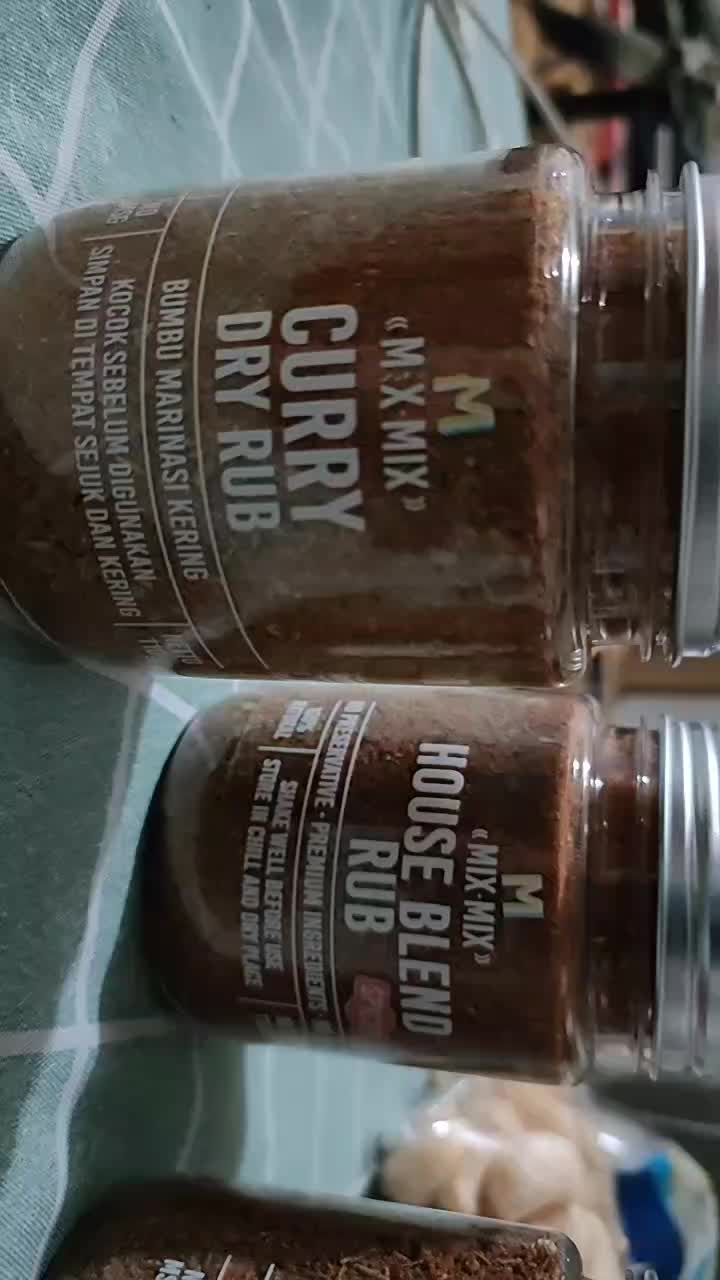 M
«MIX·MIX»
CURRY
DRY RUB
BUMBU MARINASI KERING
KOCOK SEBELUM DIGUNAKAN
SIMPAN DI TEMPAT SEJUK DAN KERING
M
«MIX·MIX»
HOUSE BLEND
RUB
NO PRESERVATIVE · PREMIUM INGREDIENTS
SHAKE WELL BEFORE USE
STORE IN CHILL AND DRY PLACE